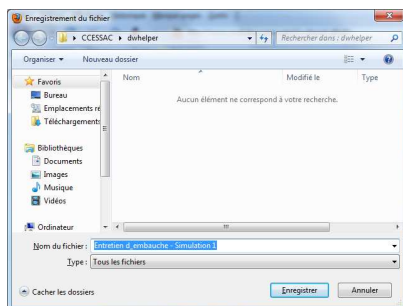 Enregistrement du fichier
CCESSAC ▸ dwhelper
Rechercher dans : dwhelper
Organiser
Nouveau dossier
Nom
Modifié le
Type
Aucun élément ne correspond à votre recherche.
Favoris
Bureau
Emplacements ré
Téléchargements
Bibliothèques
Documents
Images
Musique
Vidéos
Ordinateur
Nom du fichier : Entretien d_embauche - Simulation 1
Type : Tous les fichiers
Cacher les dossiers
Enregistrer
Annuler